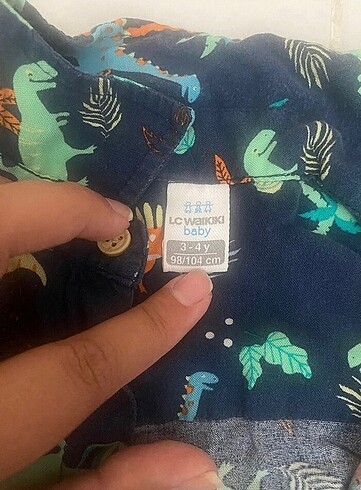 LC WAIKIKI
baby
3 - 4 y
98/104 cm